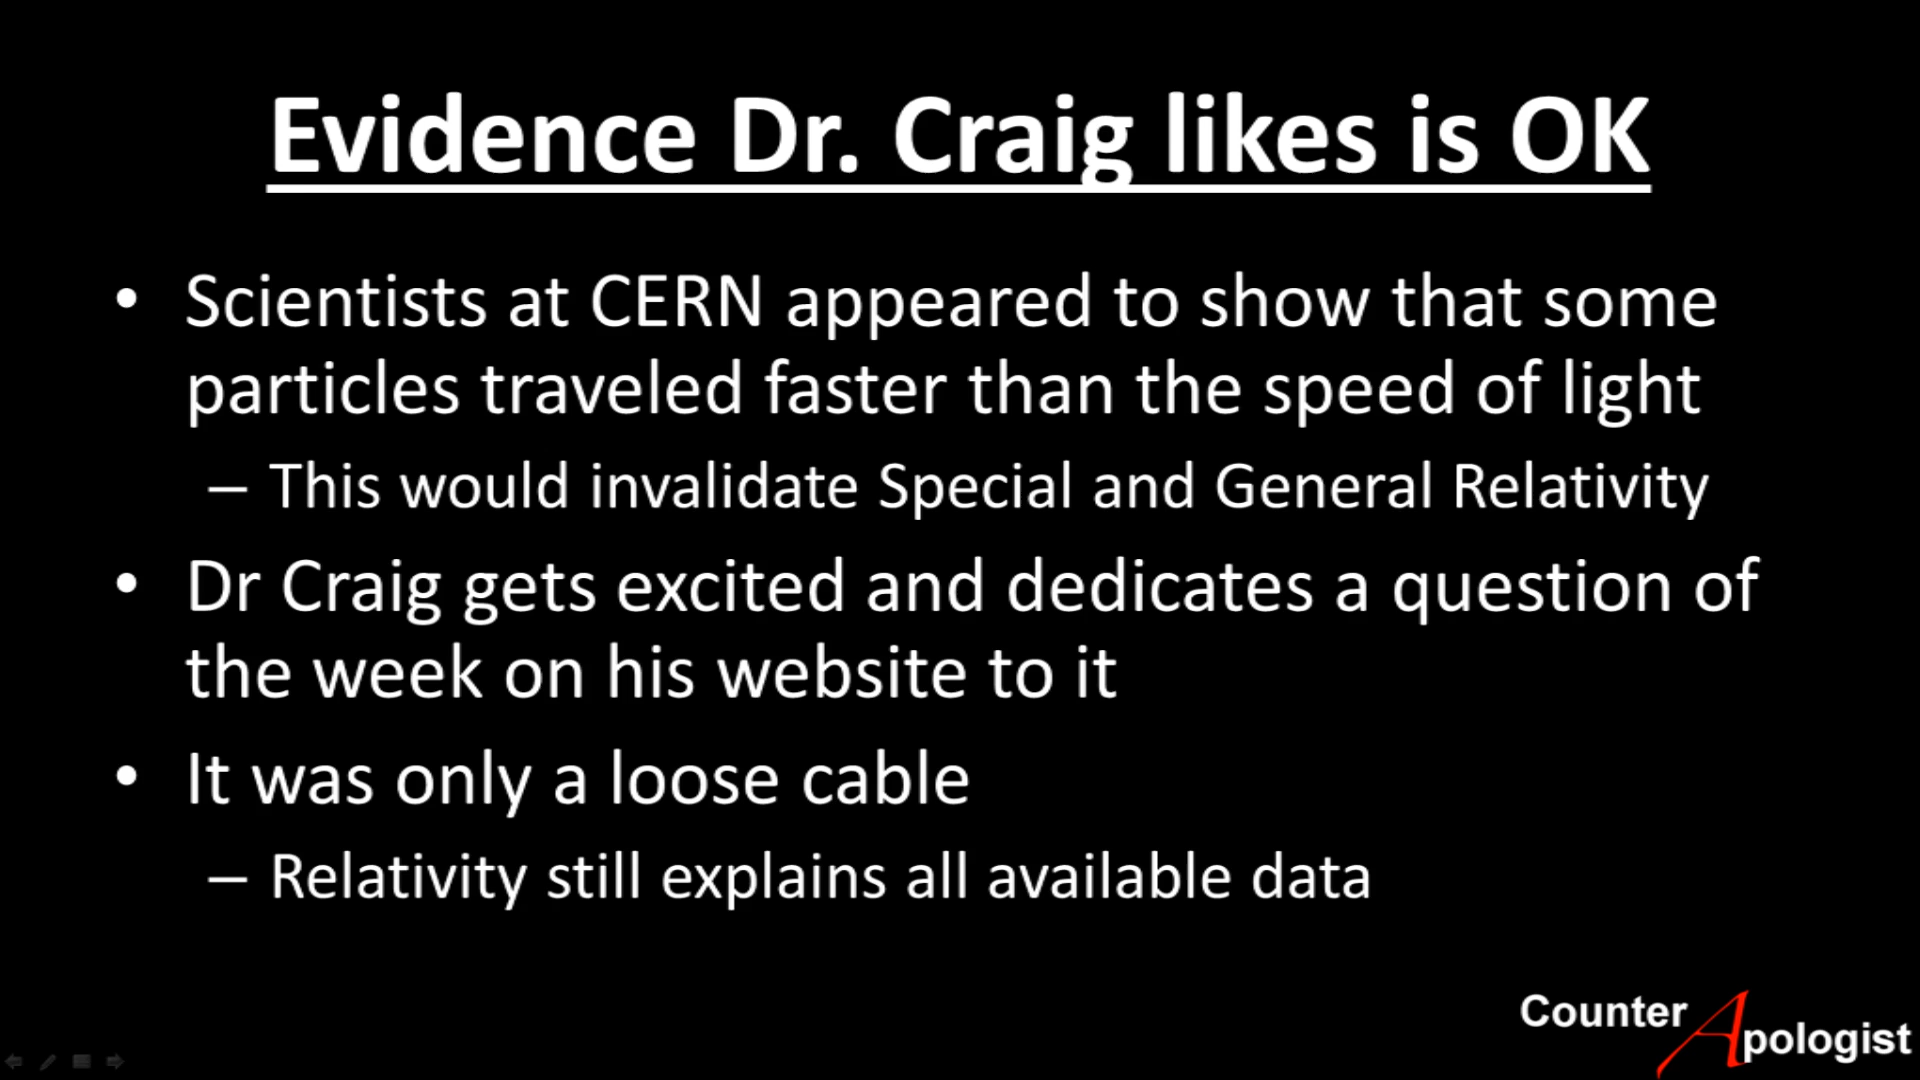 Evidence Dr. Craig likes is OK
• Scientists at CERN appeared to show that some
particles traveled faster than the speed of light
– This would invalidate Special and General Relativity
• Dr Craig gets excited and dedicates a question of
the week on his website to it
• It was only a loose cable
– Relativity still explains all available data
Counter
Apologist